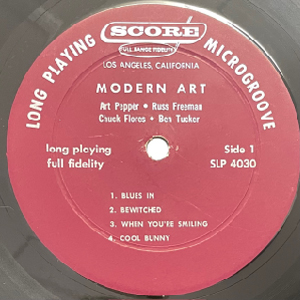 LONG PLAYING
SCORE
MICROGROOVE
FULL RANGE FIDELITY
LOS ANGELES, CALIFORNIA
MODERN ART
Art Pepper • Russ Freeman
Chuck Flores • Ben Tucker
long playing
full fidelity
Side 1
SLP 4030
1. BLUES IN
2. BEWITCHED
3. WHEN YOU'RE SMILING
4. COOL BUNNY